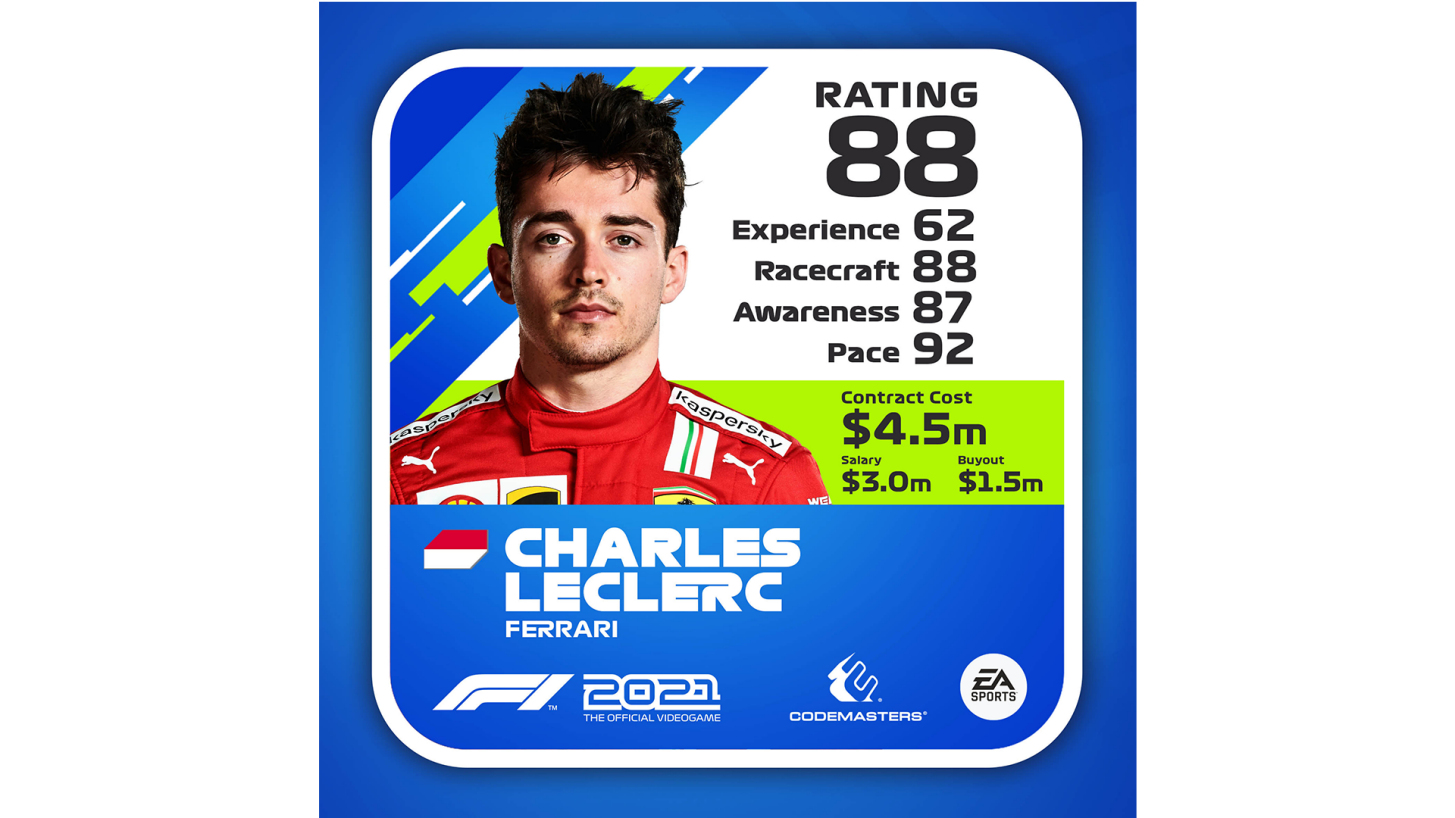 RATING
88
Experience 62
Racecraft 88
Awareness 87
Pace 92
Contract Cost
$4.5m
Salary
$3.0m
Buyout
$1.5m
kaspersky
kaspersky
CHARLES
LECLERC
FERRARI
F1™ 2021
THE OFFICIAL VIDEOGAME
CODEMASTERS®
EA
SPORTS